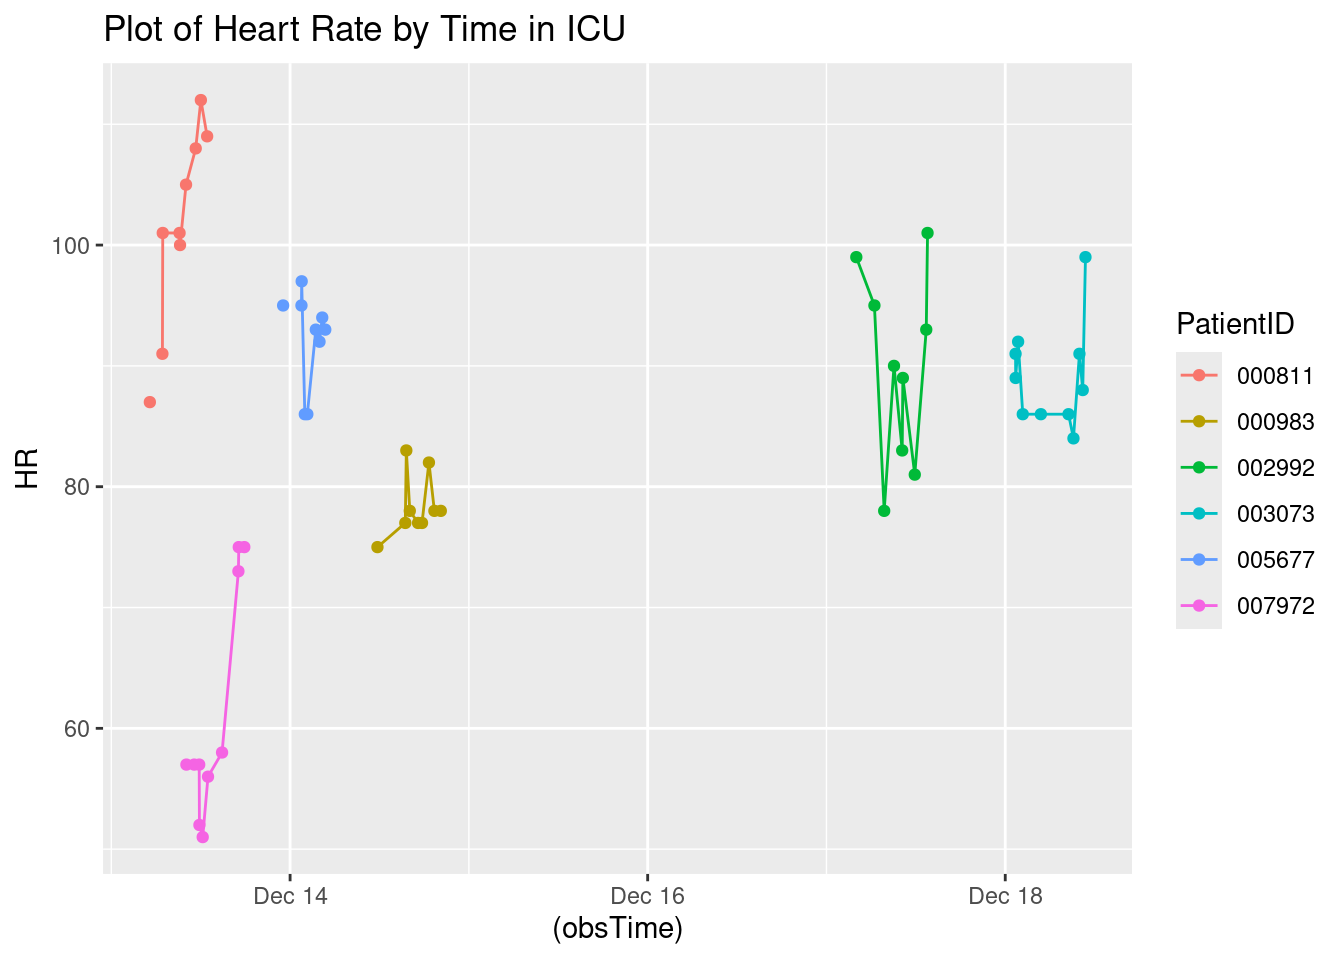 Plot of Heart Rate by Time in ICU
HR
100
80
60
Dec 14
Dec 16
Dec 18
(obsTime)
PatientID
000811
000983
002992
003073
005677
007972